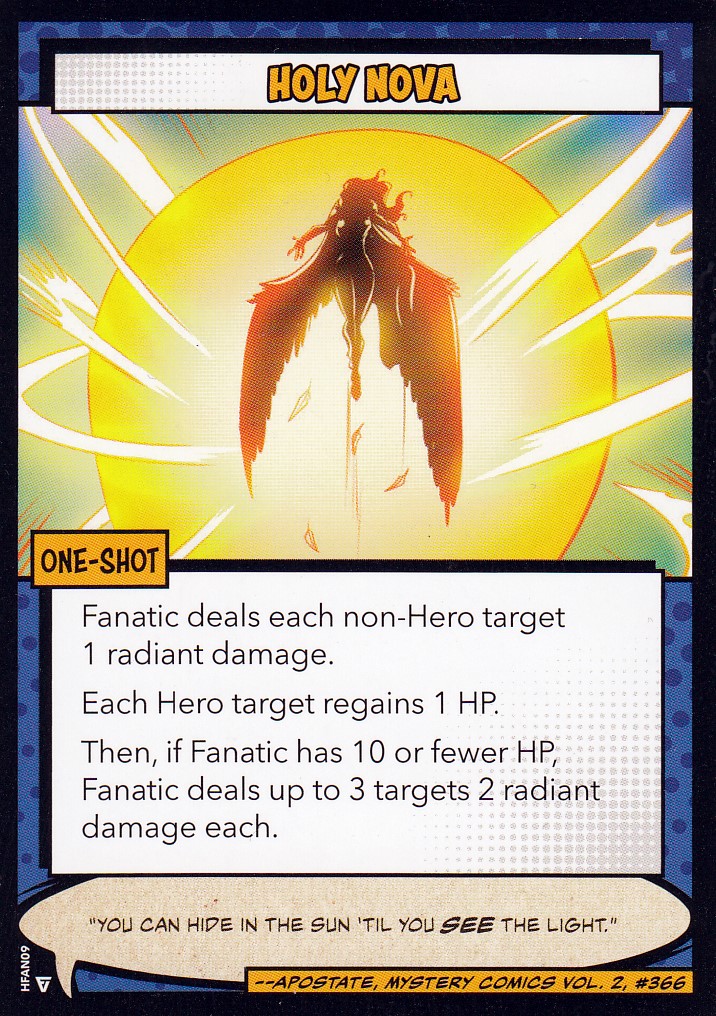 HOLY NOVA
ONE-SHOT
Fanatic deals each non-Hero target
1 radiant damage.
Each Hero target regains 1 HP.
Then, if Fanatic has 10 or fewer HP,
Fanatic deals up to 3 targets 2 radiant
damage each.
"YOU CAN HIDE IN THE SUN 'TIL YOU SEE THE LIGHT."
--APOSTATE, MYSTERY COMICS VOL. 2, #366
HFAN09